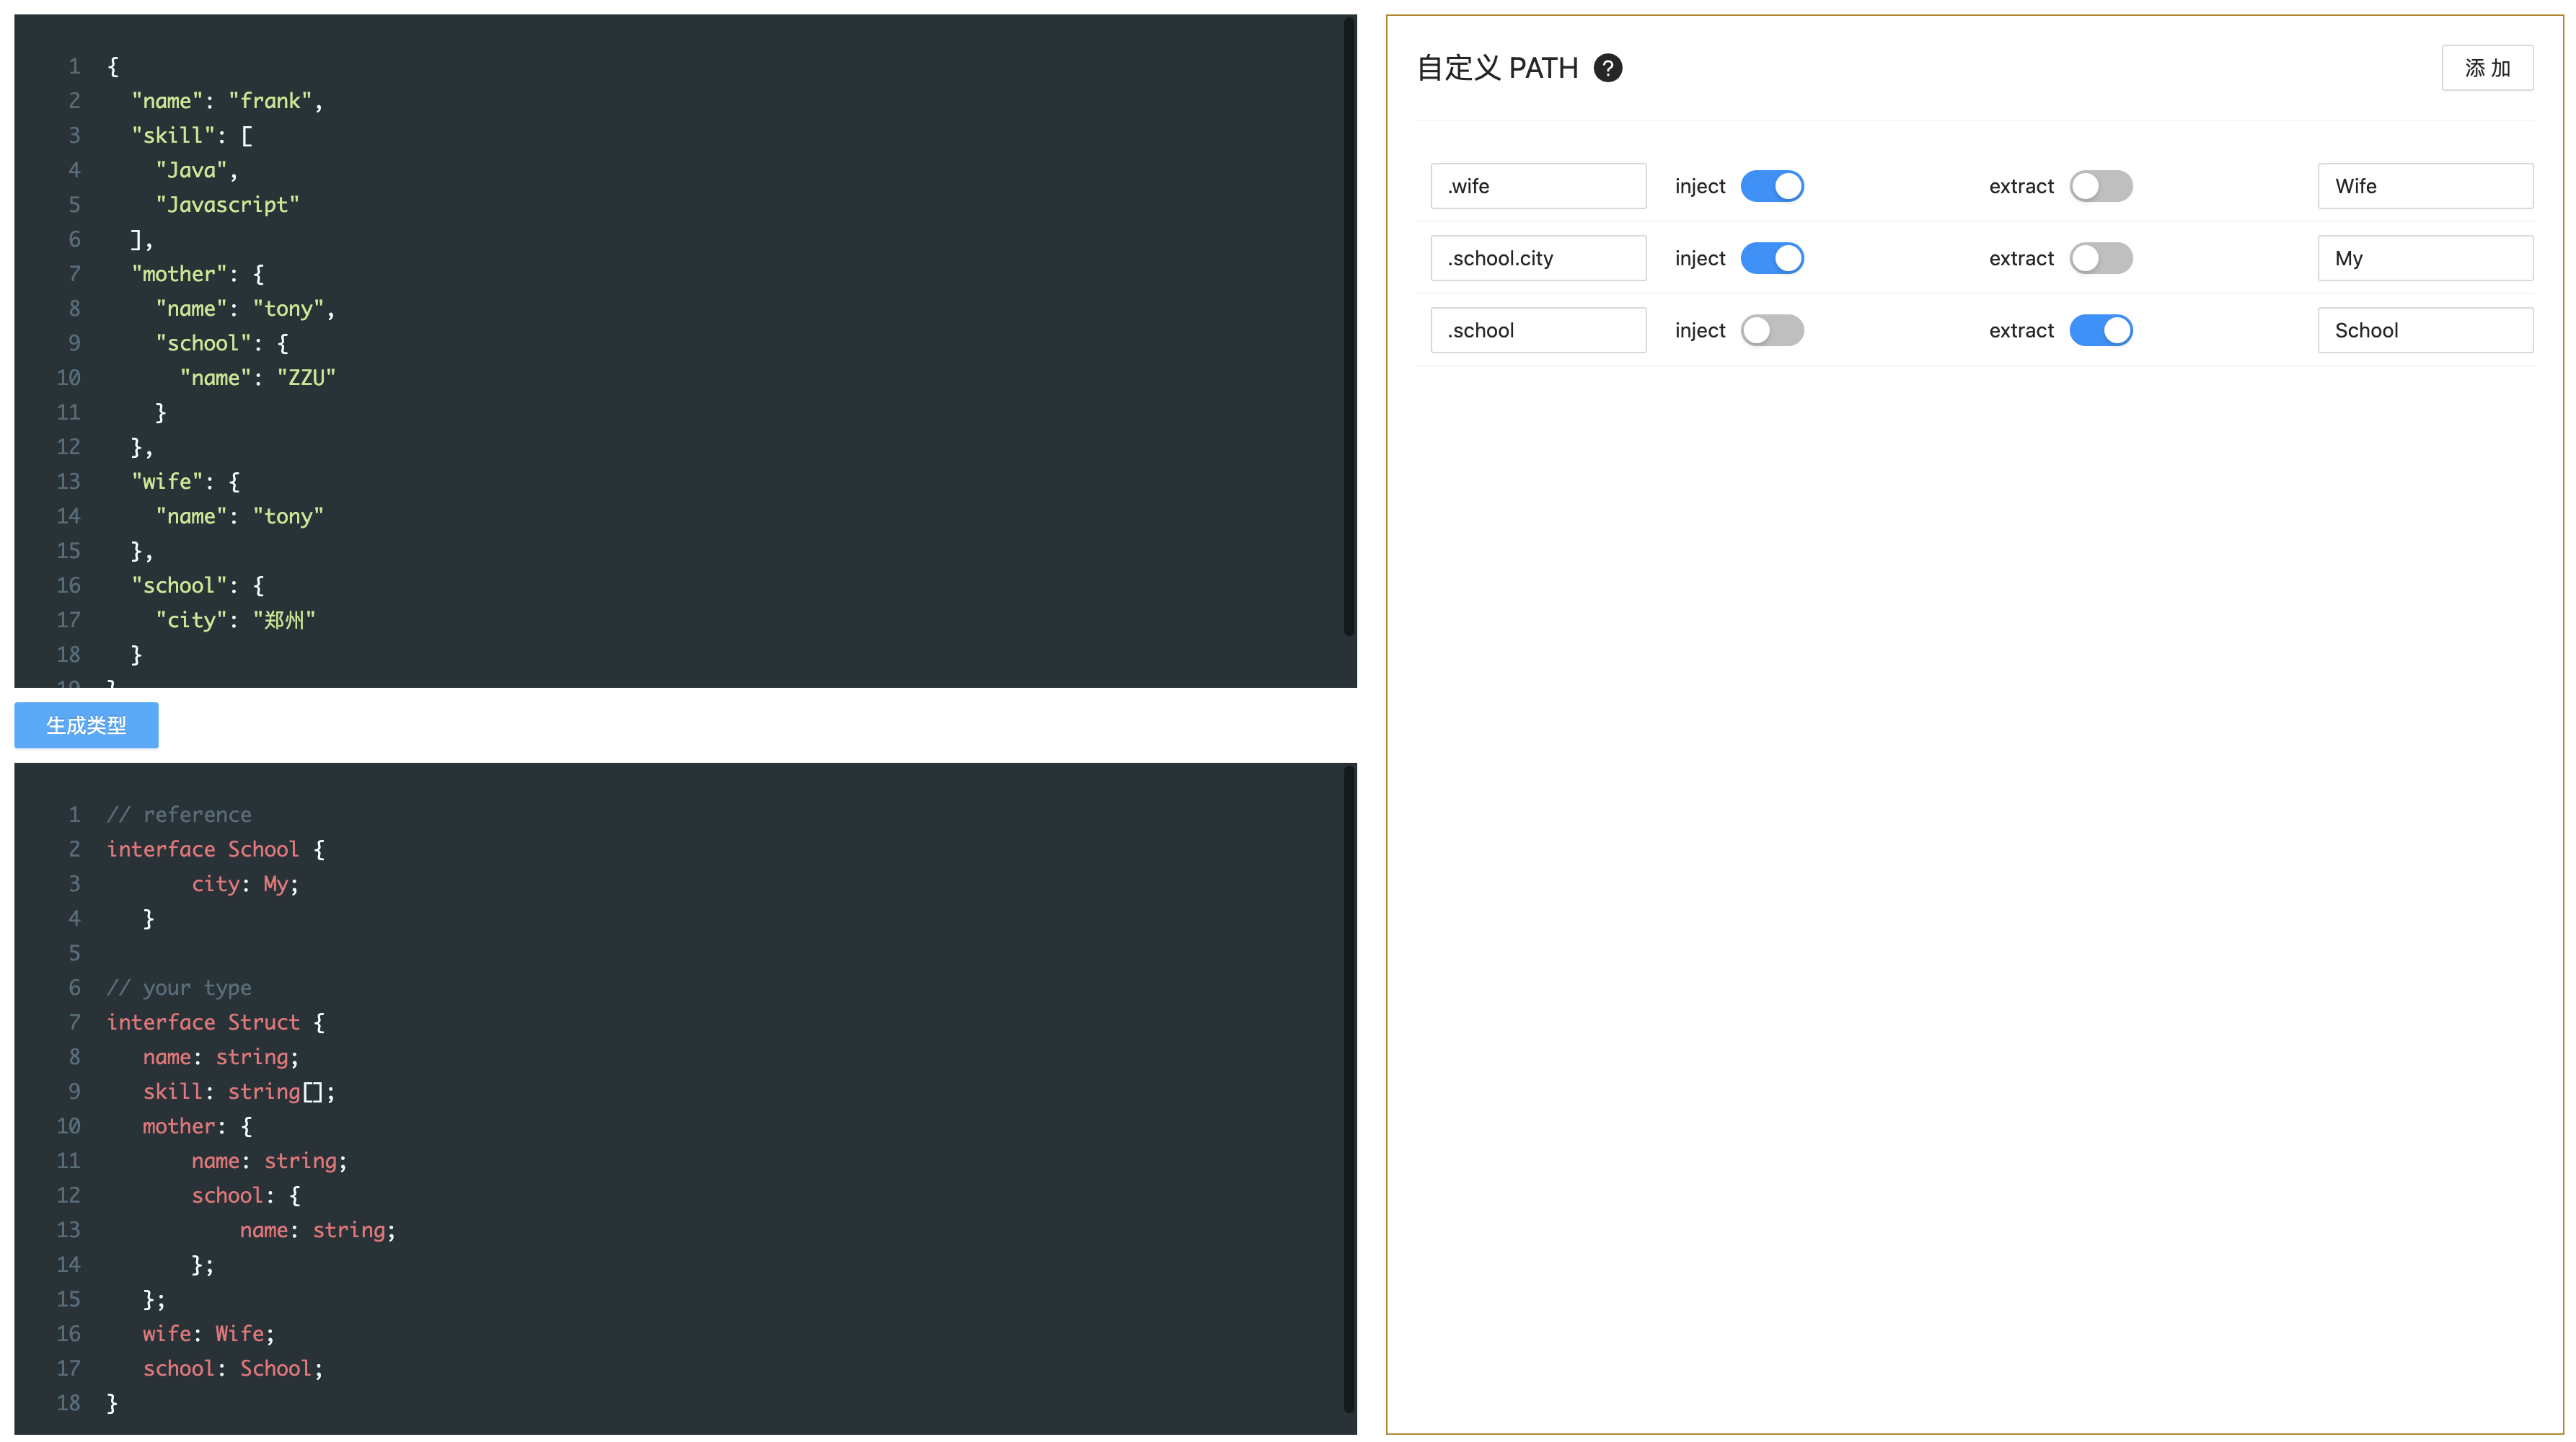 1 {
2   "name": "frank",
3   "skill": [
4     "Java",
5     "Javascript"
6   ],
7   "mother": {
8     "name": "tony",
9     "school": {
10       "name": "ZZU"
11     }
12   },
13   "wife": {
14     "name": "tony"
15   },
16   "school": {
17     "city": "郑州"
18   }
19 }
生成类型
1 // reference
2 interface School {
3        city: My;
4    }
5
6 // your type
7 interface Struct {
8    name: string;
9    skill: string[];
10    mother: {
11        name: string;
12        school: {
13            name: string;
14        };
15    };
16    wife: Wife;
17    school: School;
18 }
自定义 PATH ? 添 加
.wife inject extract Wife
.school.city inject extract My
.school inject extract School